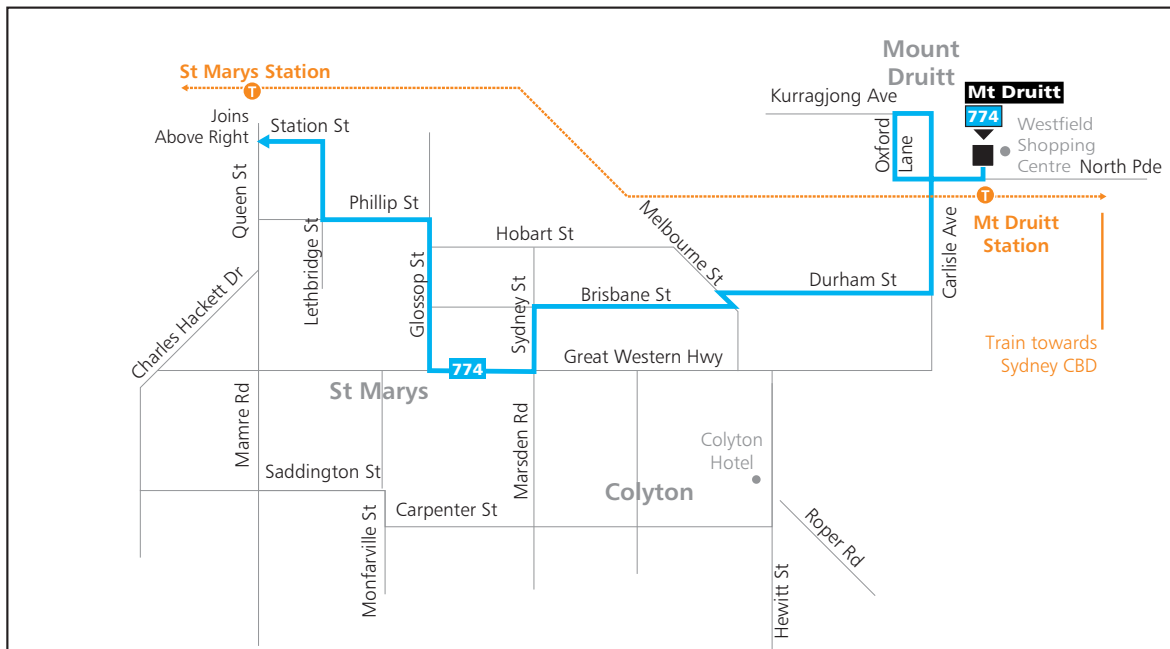 Mount
Druitt
St Marys Station
T
Kurragjong Ave
Mt Druitt
774
Joins
Above Right
Station St
Oxford
Lane
Westfield
Shopping
Centre
North Pde
Queen St
Phillip St
Lethbridge St
Melbourne St
T
Mt Druitt
Station
Hobart St
Carlisle Ave
Charles Hackett Dr
Glossop St
Sydney St
Brisbane St
Durham St
Train towards
Sydney CBD
774
Great Western Hwy
St Marys
Mamre Rd
Marsden Rd
Colyton
Hotel
Saddington St
Colyton
Monfarville St
Carpenter St
Roper Rd
Hewitt St